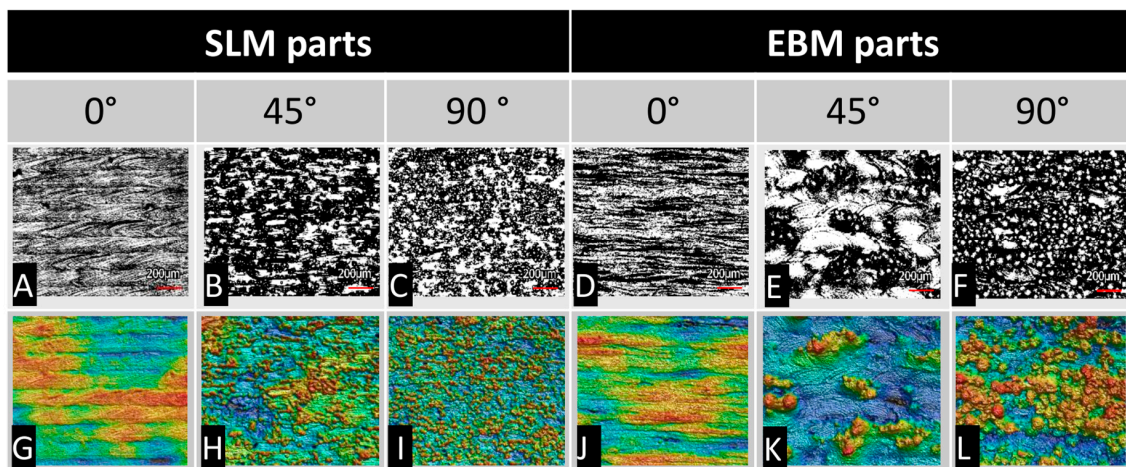 SLM parts EBM parts
0° 45° 90 ° 0° 45° 90°
200μm 200μm 200μm 200μm 200μm 200μm
A B C D E F
G H I J K L